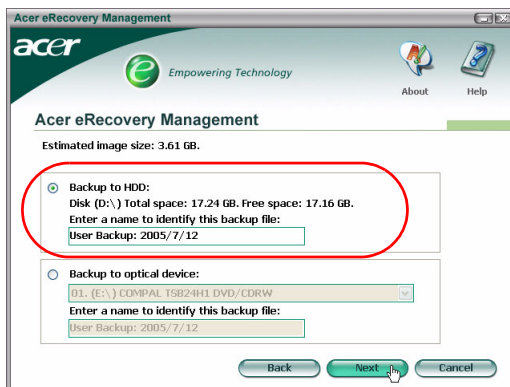 Acer eRecovery Management
acer
e
Empowering Technology
About
Help
Acer eRecovery Management
Estimated image size: 3.61 GB.
Backup to HDD:
Disk (D:\) Total space: 17.24 GB. Free space: 17.16 GB.
Enter a name to identify this backup file:
User Backup: 2005/7/12
Backup to optical device:
01. (E:\) COMPAL TSB24H1 DVD/CDRW
Enter a name to identify this backup file:
User Backup: 2005/7/12
Back
Next
Cancel